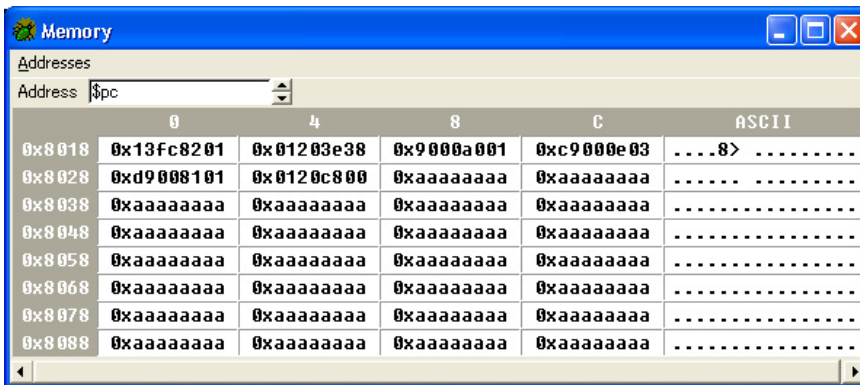 Memory
Addresses
Address $pc
0 4 8 C ASCII
0x8018 0x13fc8201 0x01203e38 0x9000a001 0xc9000e03 ....8> .........
0x8028 0xd9008101 0x0120c800 0xaaaaaaaa 0xaaaaaaaa ...... .........
0x8038 0xaaaaaaaa 0xaaaaaaaa 0xaaaaaaaa 0xaaaaaaaa ................
0x8048 0xaaaaaaaa 0xaaaaaaaa 0xaaaaaaaa 0xaaaaaaaa ................
0x8058 0xaaaaaaaa 0xaaaaaaaa 0xaaaaaaaa 0xaaaaaaaa ................
0x8068 0xaaaaaaaa 0xaaaaaaaa 0xaaaaaaaa 0xaaaaaaaa ................
0x8078 0xaaaaaaaa 0xaaaaaaaa 0xaaaaaaaa 0xaaaaaaaa ................
0x8088 0xaaaaaaaa 0xaaaaaaaa 0xaaaaaaaa 0xaaaaaaaa ................